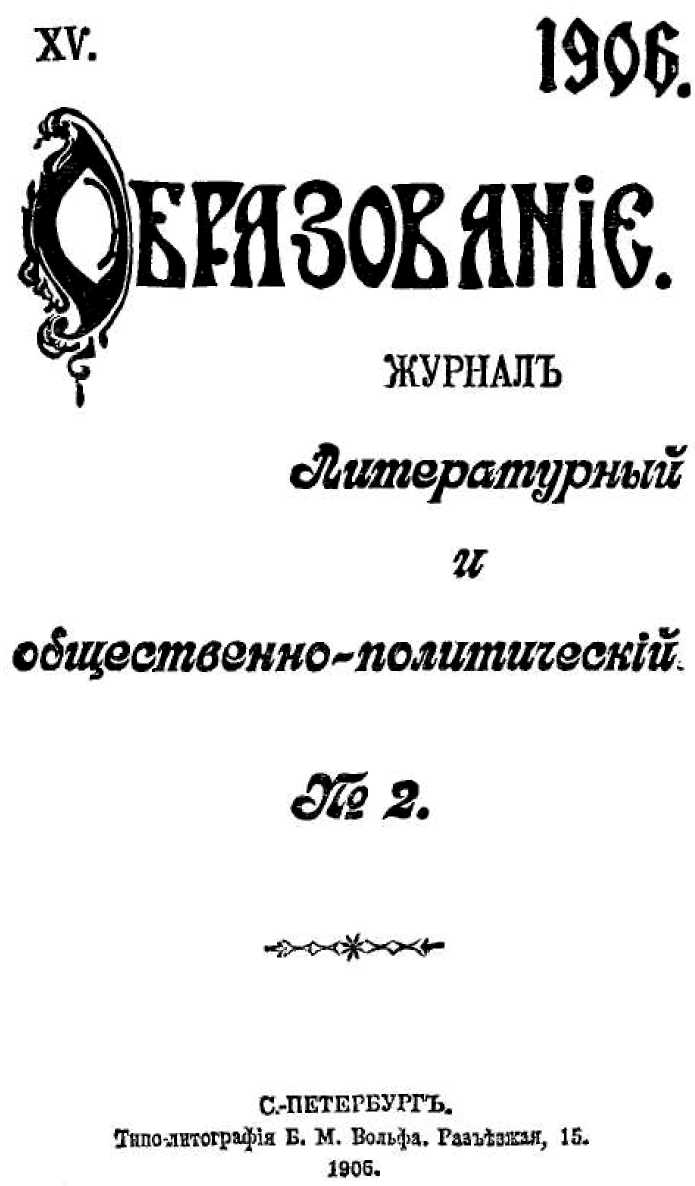 XV.
1906.
ОБРАЗОВАНІЕ.
ЖУРНАЛЪ
Литературный
и
общественно-политическій.
№ 2.
С.-ПЕТЕРБУРГЪ.
Типо-литографія Б. М. Вольфа. Разъѣзжая, 15.
1906.